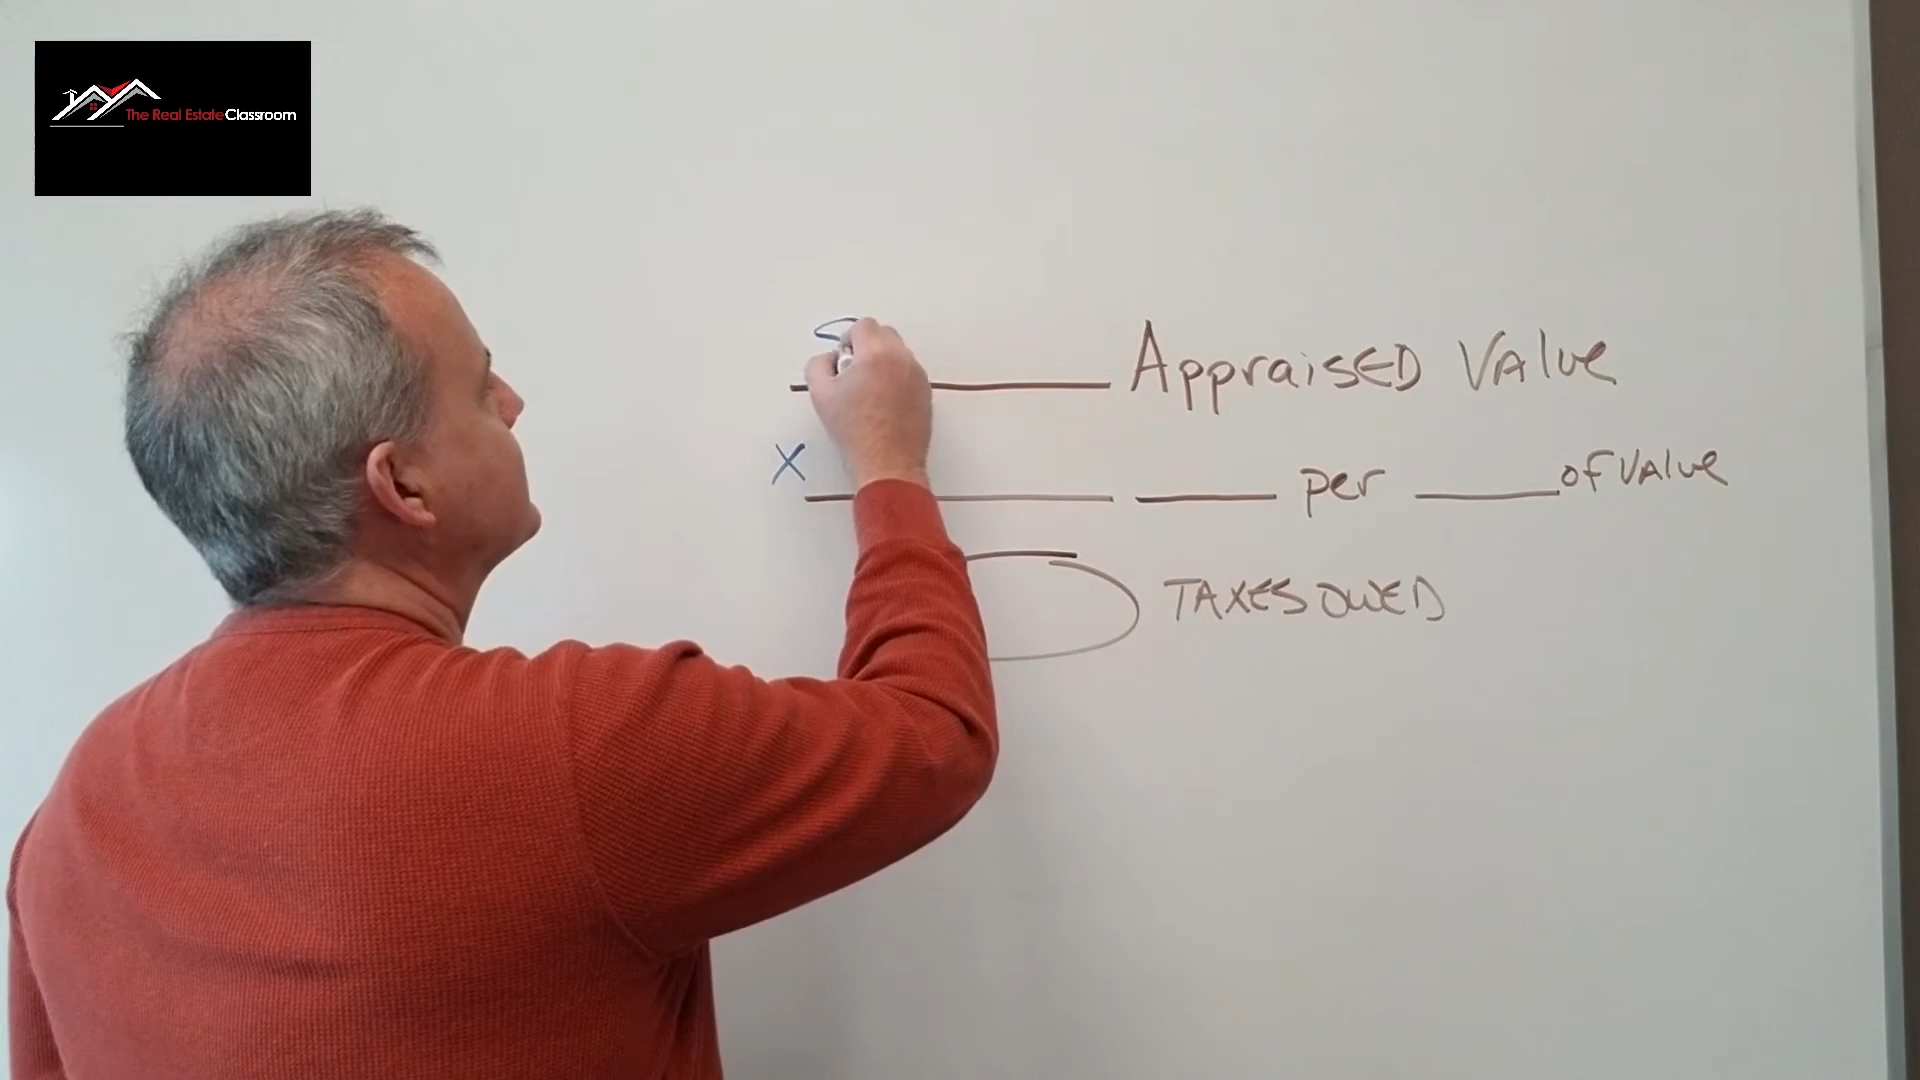 The Real Estate Classroom
Appraised Value
X
____ per ____ of value
TAXES OWED